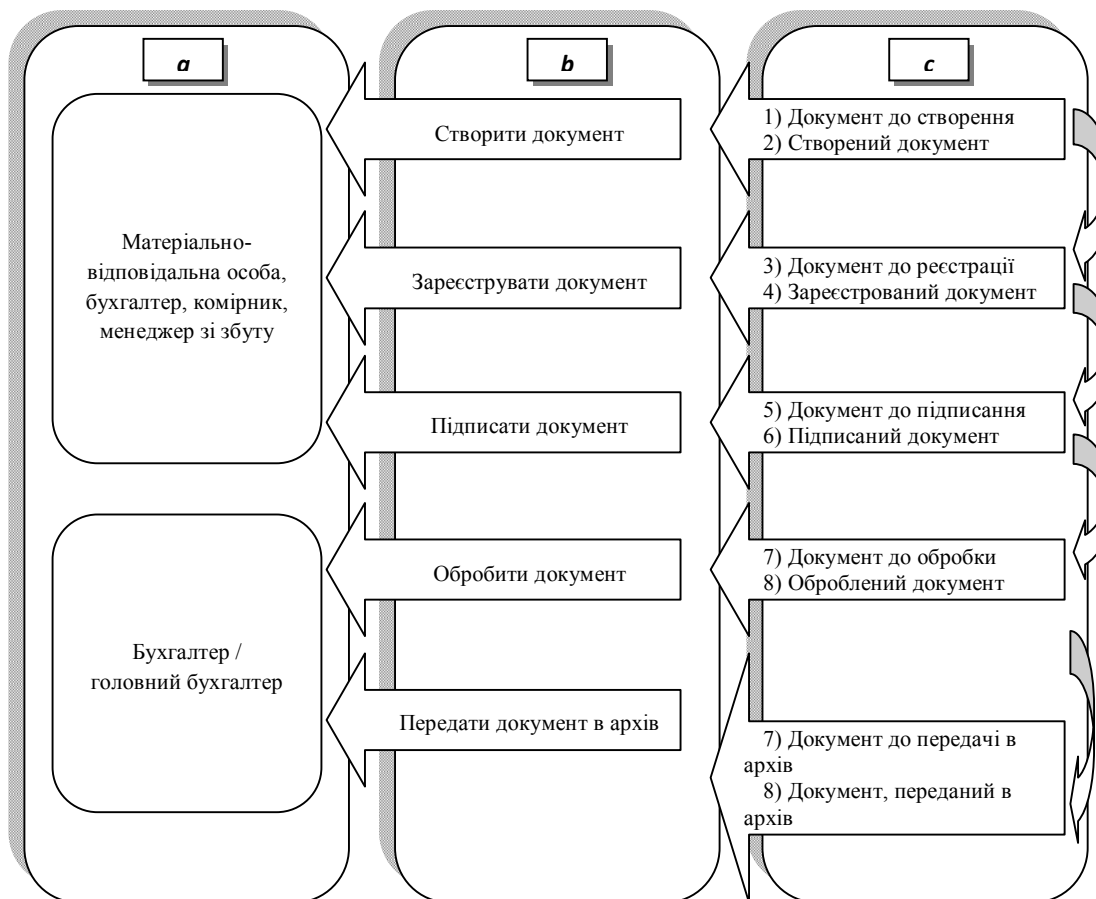 a
b
c
Матеріально-
відповідальна особа,
бухгалтер, комірник,
менеджер зі збуту
Бухгалтер /
головний бухгалтер
Створити документ
Зареєструвати документ
Підписати документ
Обробити документ
Передати документ в архів
1) Документ до створення
2) Створений документ
3) Документ до реєстрації
4) Зареєстрований документ
5) Документ до підписання
6) Підписаний документ
7) Документ до обробки
8) Оброблений документ
7) Документ до передачі в
архів
8) Документ, переданий в
архів